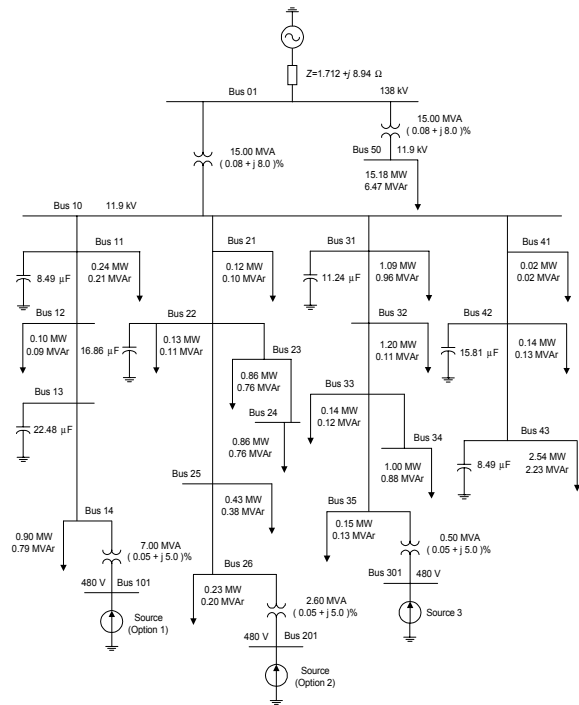 Z=1.712 +j 8.94 Ω
Bus 01
138 kV
15.00 MVA
( 0.08 + j 8.0 )%
15.00 MVA
( 0.08 + j 8.0 )%
Bus 50
11.9 kV
15.18 MW
6.47 MVAr
Bus 10
11.9 kV
Bus 11
8.49 µF
0.24 MW
0.21 MVAr
Bus 12
0.10 MW
0.09 MVAr
Bus 13
22.48 µF
Bus 14
0.90 MW
0.79 MVAr
7.00 MVA
( 0.05 + j 5.0 )%
480 V
Bus 101
Source
(Option 1)
Bus 21
0.12 MW
0.10 MVAr
Bus 22
16.86 µF
0.13 MW
0.11 MVAr
Bus 23
0.86 MW
0.76 MVAr
Bus 24
0.86 MW
0.76 MVAr
Bus 25
0.43 MW
0.38 MVAr
Bus 26
0.23 MW
0.20 MVAr
2.60 MVA
( 0.05 + j 5.0 )%
480 V
Bus 201
Source
(Option 2)
Bus 31
11.24 µF
1.09 MW
0.96 MVAr
Bus 32
1.20 MW
0.11 MVAr
Bus 33
0.14 MW
0.12 MVAr
Bus 34
1.00 MW
0.88 MVAr
Bus 35
0.15 MW
0.13 MVAr
0.50 MVA
( 0.05 + j 5.0 )%
Bus 301
480 V
Source 3
Bus 41
0.02 MW
0.02 MVAr
Bus 42
15.81 µF
0.14 MW
0.13 MVAr
Bus 43
8.49 µF
2.54 MW
2.23 MVAr